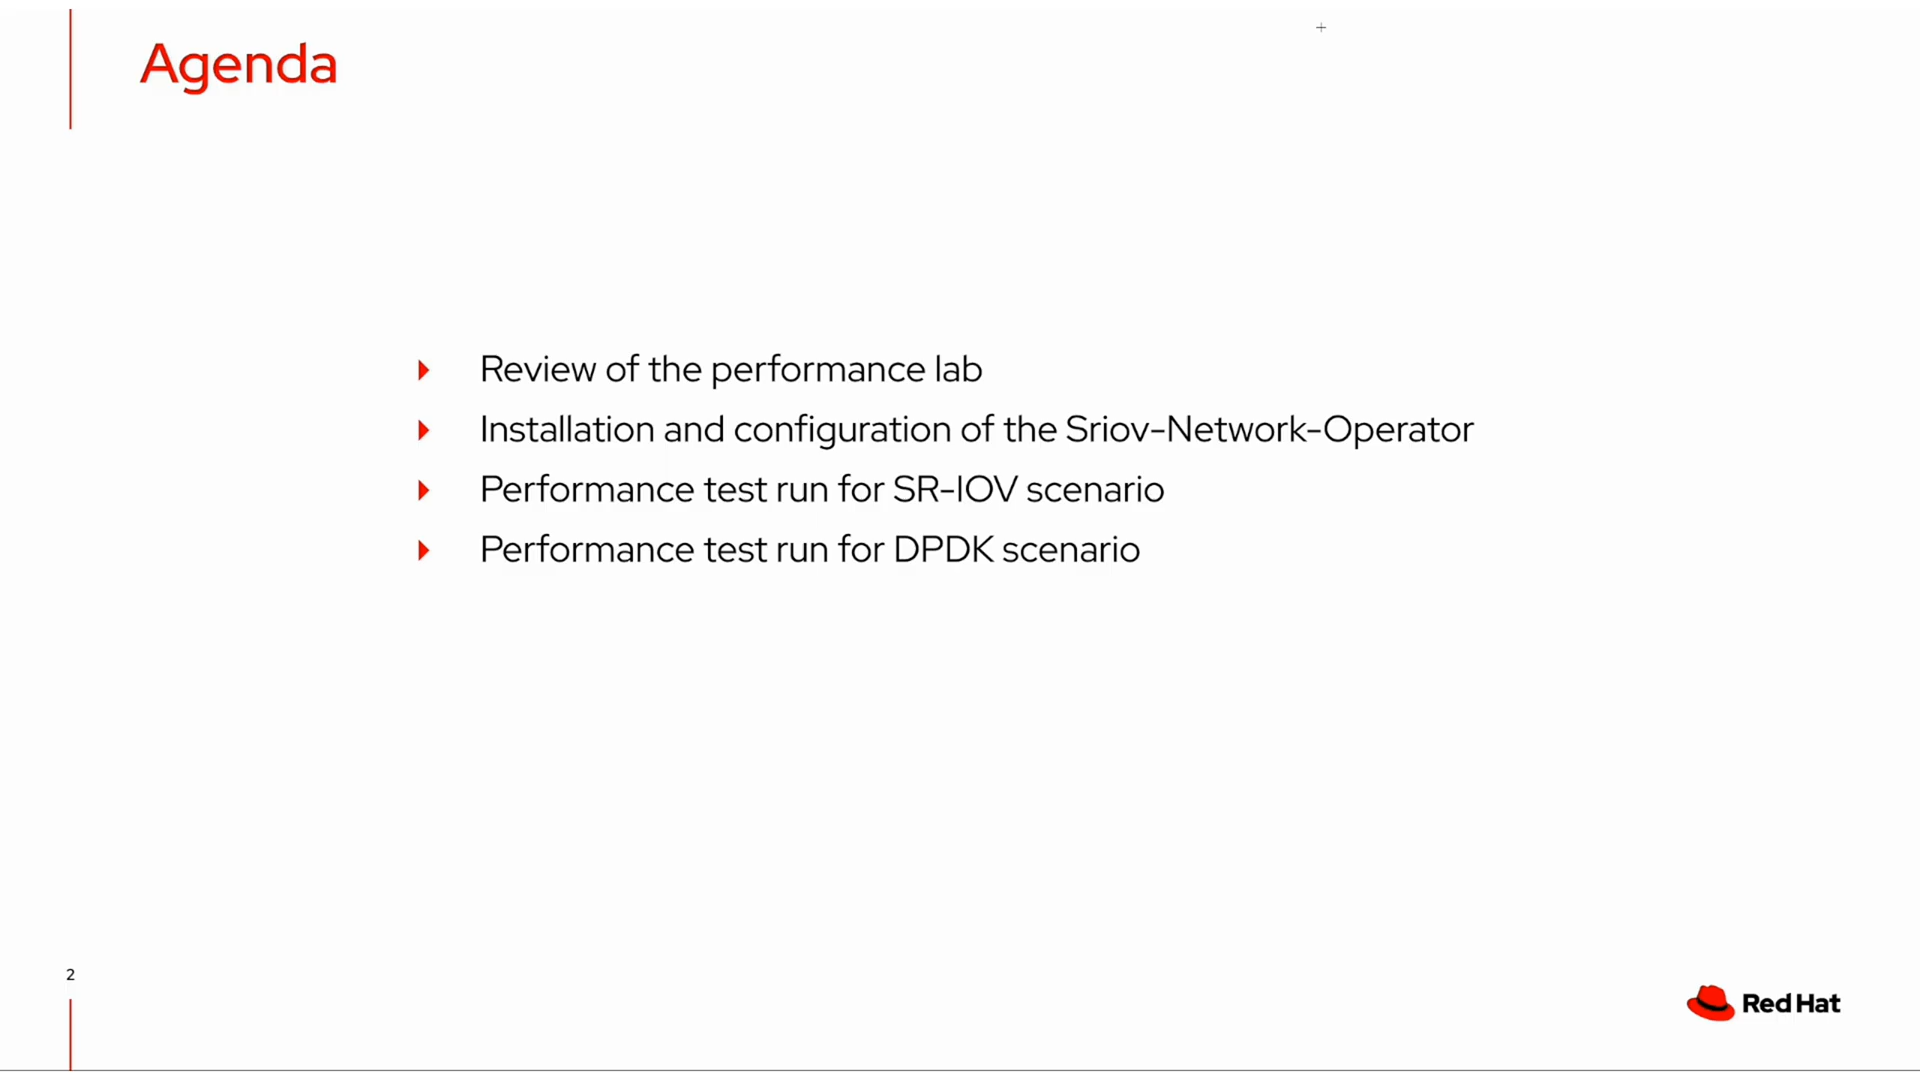 Agenda
Review of the performance lab
Installation and configuration of the Sriov-Network-Operator
Performance test run for SR-IOV scenario
Performance test run for DPDK scenario
2
Red Hat